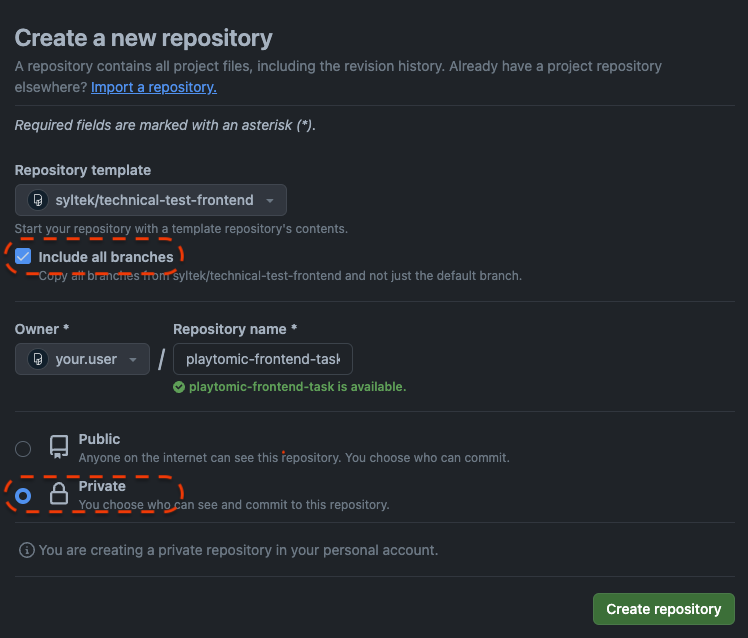 Create a new repository
A repository contains all project files, including the revision history. Already have a project repository
elsewhere? Import a repository.
Required fields are marked with an asterisk (*).
Repository template
syltek/technical-test-frontend
Start your repository with a template repository's contents.
Include all branches
Copy all branches from syltek/technical-test-frontend and not just the default branch.
Owner * Repository name *
your.user / playtomic-frontend-task
playtomic-frontend-task is available.
Public
Anyone on the internet can see this repository. You choose who can commit.
Private
You choose who can see and commit to this repository.
You are creating a private repository in your personal account.
Create repository